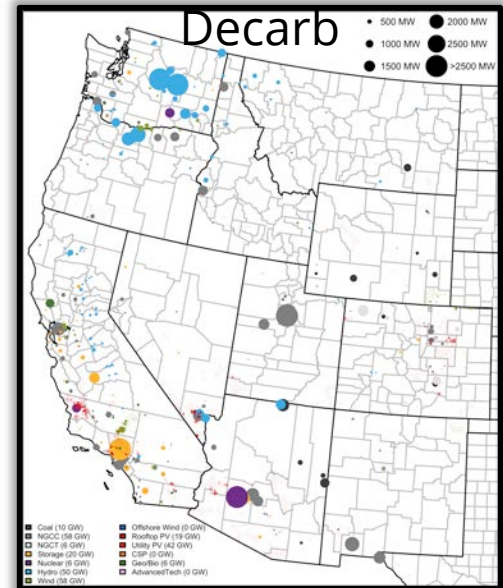 Decarb
500 MW
2000 MW
1000 MW
2500 MW
1500 MW
>2500 MW
Coal (10 GW)
Offshore Wind (0 GW)
NGCC (58 GW)
Rooftop PV (19 GW)
NGCT (6 GW)
Utility PV (42 GW)
Storage (20 GW)
CSP (0 GW)
Nuclear (6 GW)
Geo/Bio (6 GW)
Hydro (50 GW)
AdvancedTech (0 GW)
Wind (58 GW)